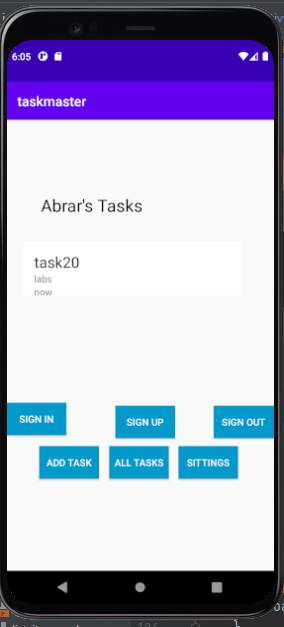 6:05
taskmaster
Abrar's Tasks
task20
labs
now
SIGN IN
SIGN UP
SIGN OUT
ADD TASK
ALL TASKS
SITTINGS